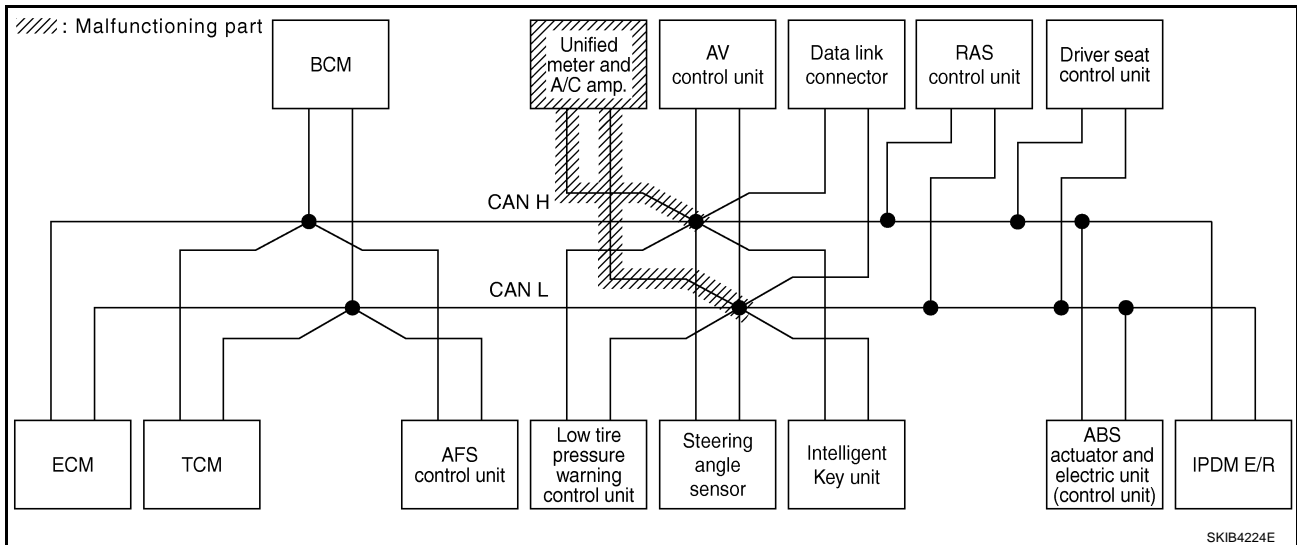 : Malfunctioning part
BCM
Unified
meter and
A/C amp.
AV
control unit
Data link
connector
RAS
control unit
Driver seat
control unit
CAN H
CAN L
ECM
TCM
AFS
control unit
Low tire
pressure
warning
control unit
Steering
angle
sensor
Intelligent
Key unit
ABS
actuator and
electric unit
(control unit)
IPDM E/R
SKIB4224E